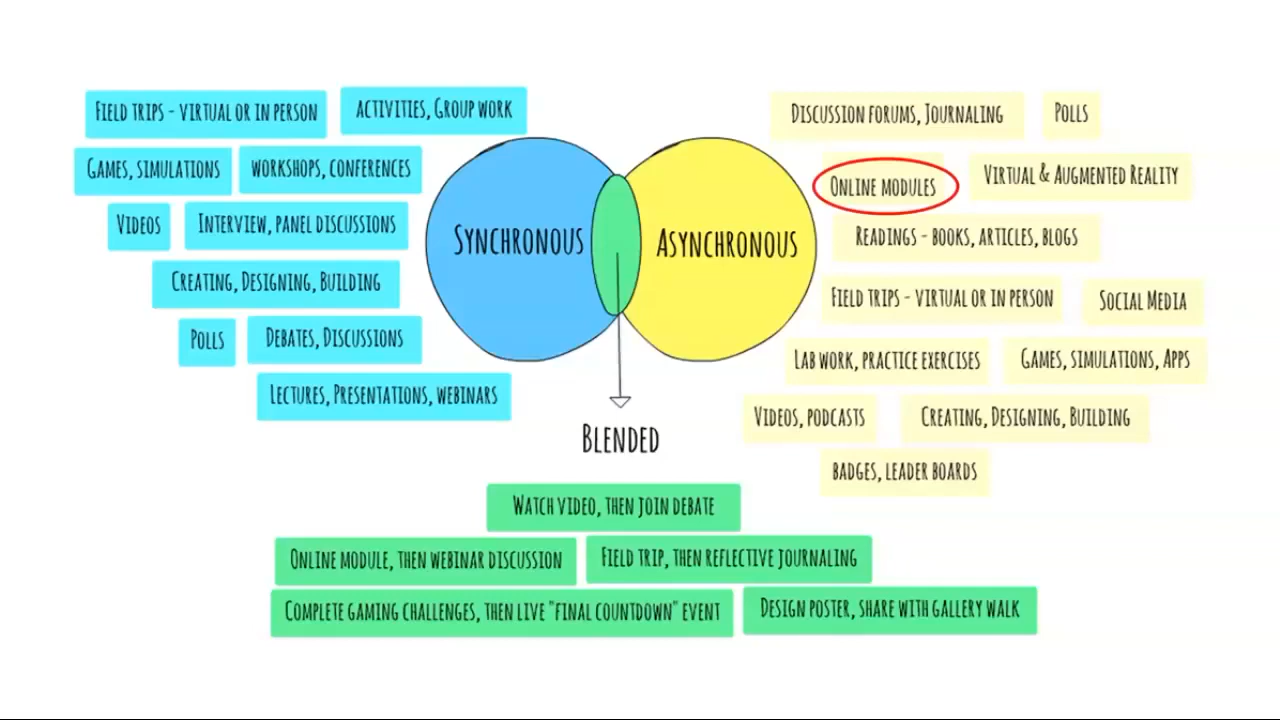 Field trips - virtual or in person
activities, Group work
Games, simulations
workshops, conferences
Videos
Interview, panel discussions
Creating, Designing, Building
Polls
Debates, Discussions
Lectures, Presentations, webinars
Synchronous
Asynchronous
Blended
Discussion forums, Journaling
Polls
Online modules
Virtual & Augmented Reality
Readings - books, articles, blogs
Field trips - virtual or in person
Social Media
Lab work, practice exercises
Games, simulations, Apps
Videos, podcasts
Creating, Designing, Building
badges, leader boards
Watch video, then join debate
Online module, then webinar discussion
Field trip, then reflective journaling
Complete gaming challenges, then live "final countdown" event
Design poster, share with gallery walk